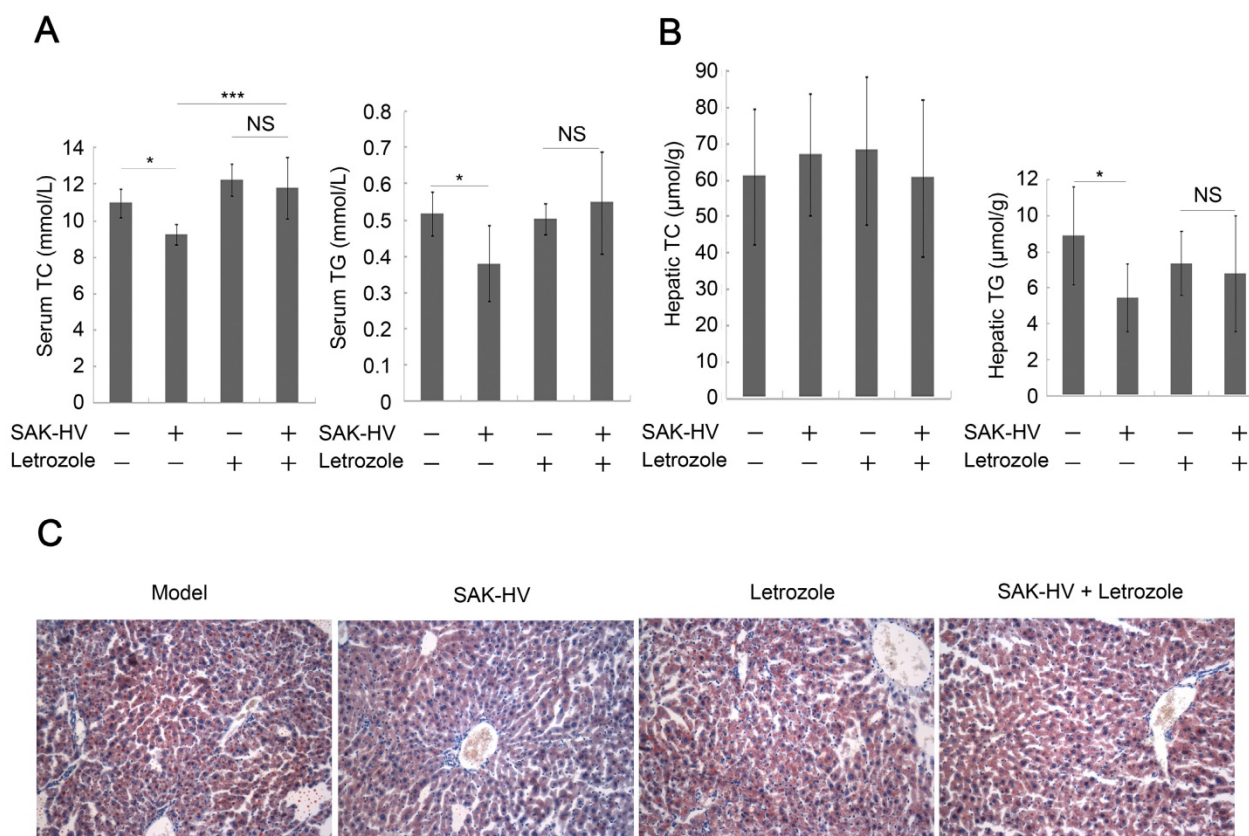 A
B
***
NS
*
14
12
10
8
6
4
2
0
Serum TC (mmol/L)
NS
*
0.8
0.7
0.6
0.5
0.4
0.3
0.2
0.1
0
Serum TG (mmol/L)
90
80
70
60
50
40
30
20
10
0
Hepatic TC (μmol/g)
*
NS
12
10
8
6
4
2
0
Hepatic TG (μmol/g)
SAK-HV − + − +
Letrozole − − + +
SAK-HV − + − +
Letrozole − − + +
SAK-HV − + − +
Letrozole − − + +
SAK-HV − + − +
Letrozole − − + +
C
Model
SAK-HV
Letrozole
SAK-HV + Letrozole